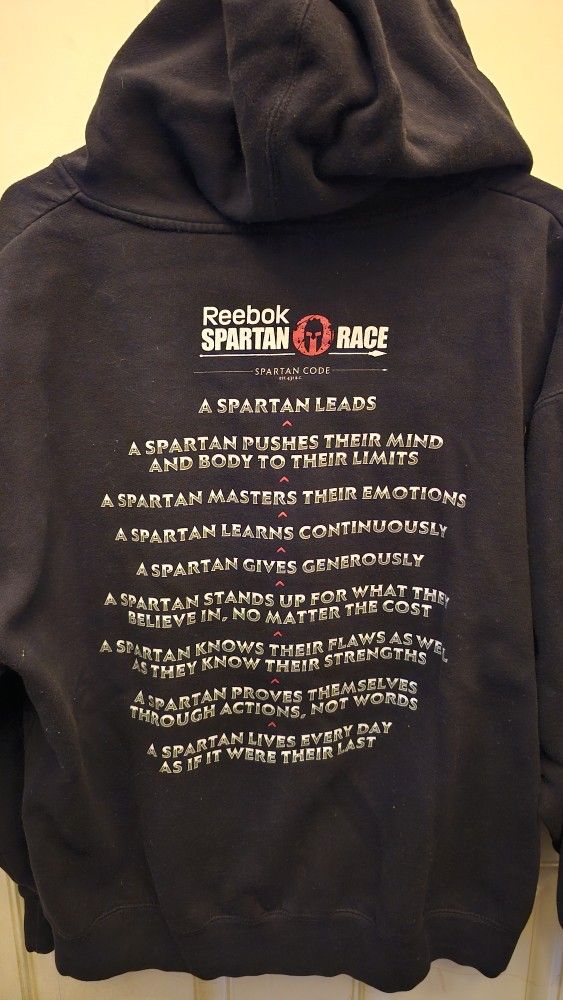 Reebok
SPARTAN RACE
SPARTAN CODE
EST 431 B.C.
A SPARTAN LEADS
A SPARTAN PUSHES THEIR MIND
AND BODY TO THEIR LIMITS
A SPARTAN MASTERS THEIR EMOTIONS
A SPARTAN LEARNS CONTINUOUSLY
A SPARTAN GIVES GENEROUSLY
A SPARTAN STANDS UP FOR WHAT THEY
BELIEVE IN, NO MATTER THE COST
A SPARTAN KNOWS THEIR FLAWS AS WELL
AS THEY KNOW THEIR STRENGTHS
A SPARTAN PROVES THEMSELVES
THROUGH ACTIONS, NOT WORDS
A SPARTAN LIVES EVERY DAY
AS IF IT WERE THEIR LAST